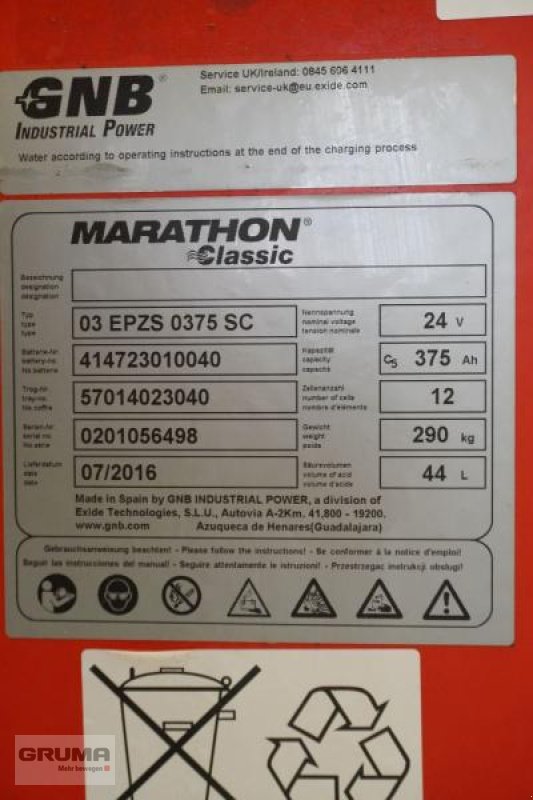 GNB®
INDUSTRIAL POWER
Service UK/Ireland: 0845 606 4111
Email: service-uk@eu.exide.com
Water according to operating instructions at the end of the charging process
MARATHON®
Classic
Bezeichnung
designation
designation
Typ
type
type
03 EPZS 0375 SC
Nennspannung
nominal voltage
tension nominale
24 V
Batterie-Nr.
battery-no.
No.batterie
414723010040
Kapazität
capacity
capacité
C5 375 Ah
Trog-Nr.
tray-no.
No.coffre
57014023040
Zellenanzahl
number of cells
nombre d'elements
12
Serien-Nr.
serial no.
No.série
0201056498
Gewicht
weight
poids
290 kg
Lieferdatum
date
date
07/2016
Säurevolumen
volume of acid
volume d'acide
44 L
Made in Spain by GNB INDUSTRIAL POWER, a division of
Exide Technologies, S.L.U., Autovia A-2Km. 41,800 - 19200.
www.gnb.com Azuqueca de Henares(Guadalajara)
Gebrauchsanweisung beachten! - Please follow the instructions! - Se conformer à la notice d'emploi!
Seguir las instrucciones del manual! - Seguire attentamente le istruzioni! - Przestrzegac instrukcji obslugi!
GRUMA
Mehr bewegen